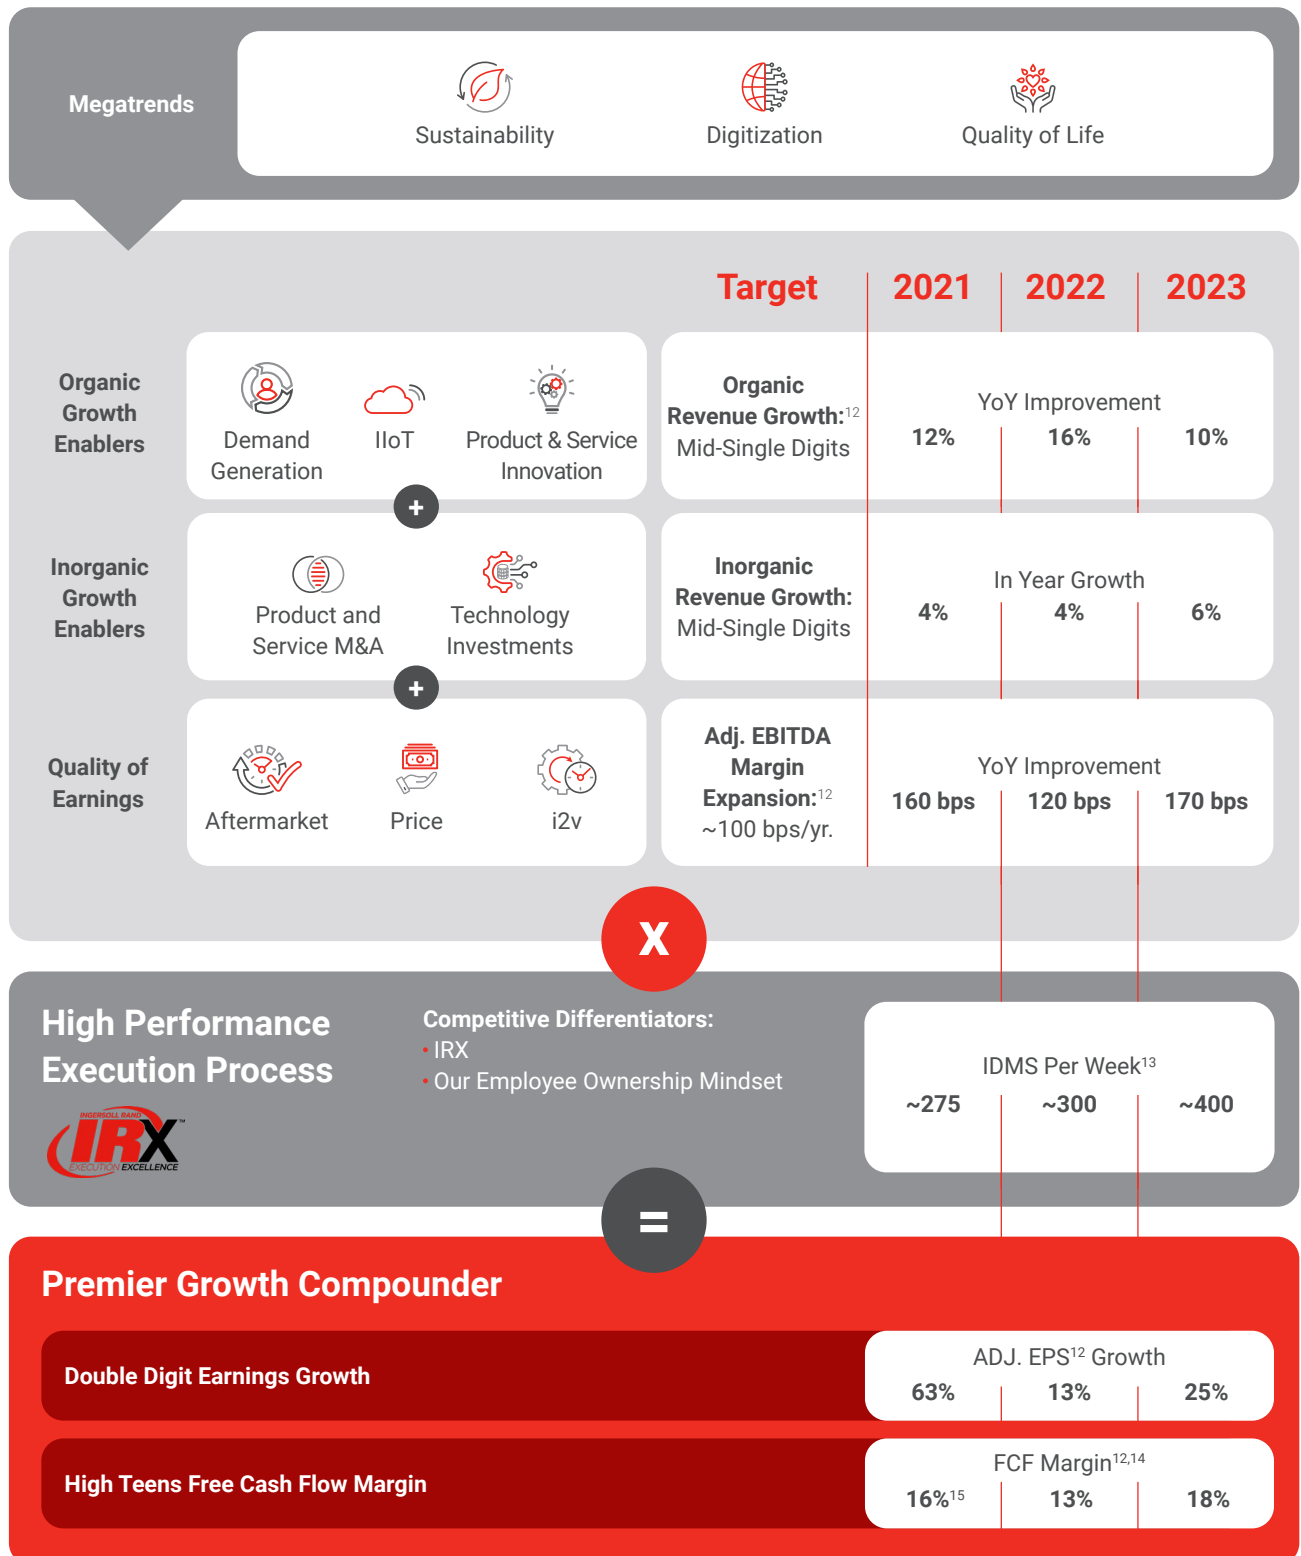 Megatrends
Sustainability
Digitization
Quality of Life
Target
2021
2022
2023
Organic
Growth
Enablers
Demand
Generation
IIoT
Product & Service
Innovation
Organic
Revenue Growth:12
Mid-Single Digits
YoY Improvement
12%
16%
10%
+
Inorganic
Growth
Enablers
Product and
Service M&A
Technology
Investments
Inorganic
Revenue Growth:
Mid-Single Digits
In Year Growth
4%
4%
6%
+
Quality of
Earnings
Aftermarket
Price
i2v
Adj. EBITDA
Margin
Expansion:12
~100 bps/yr.
YoY Improvement
160 bps
120 bps
170 bps
X
High Performance
Execution Process
INGERSOLL RAND
IRX™
EXECUTION EXCELLENCE
Competitive Differentiators:
• IRX
• Our Employee Ownership Mindset
IDMS Per Week13
~275
~300
~400
=
Premier Growth Compounder
Double Digit Earnings Growth
ADJ. EPS12 Growth
63%
13%
25%
High Teens Free Cash Flow Margin
FCF Margin12,14
16%15
13%
18%